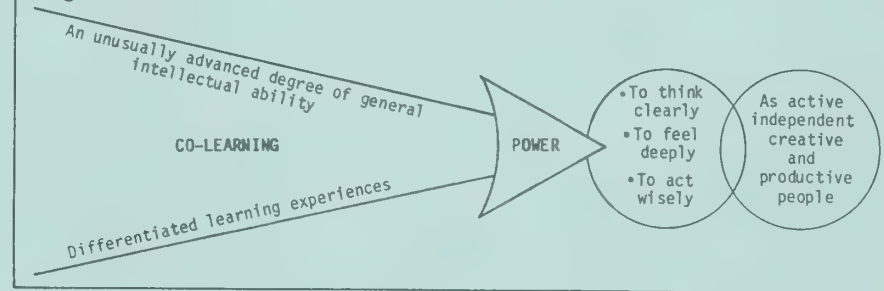 An unusually advanced degree of general
intellectual ability
CO-LEARNING
Differentiated learning experiences
POWER
•To think
clearly
•To feel
deeply
•To act
wisely
As active
independent
creative
and
productive
people